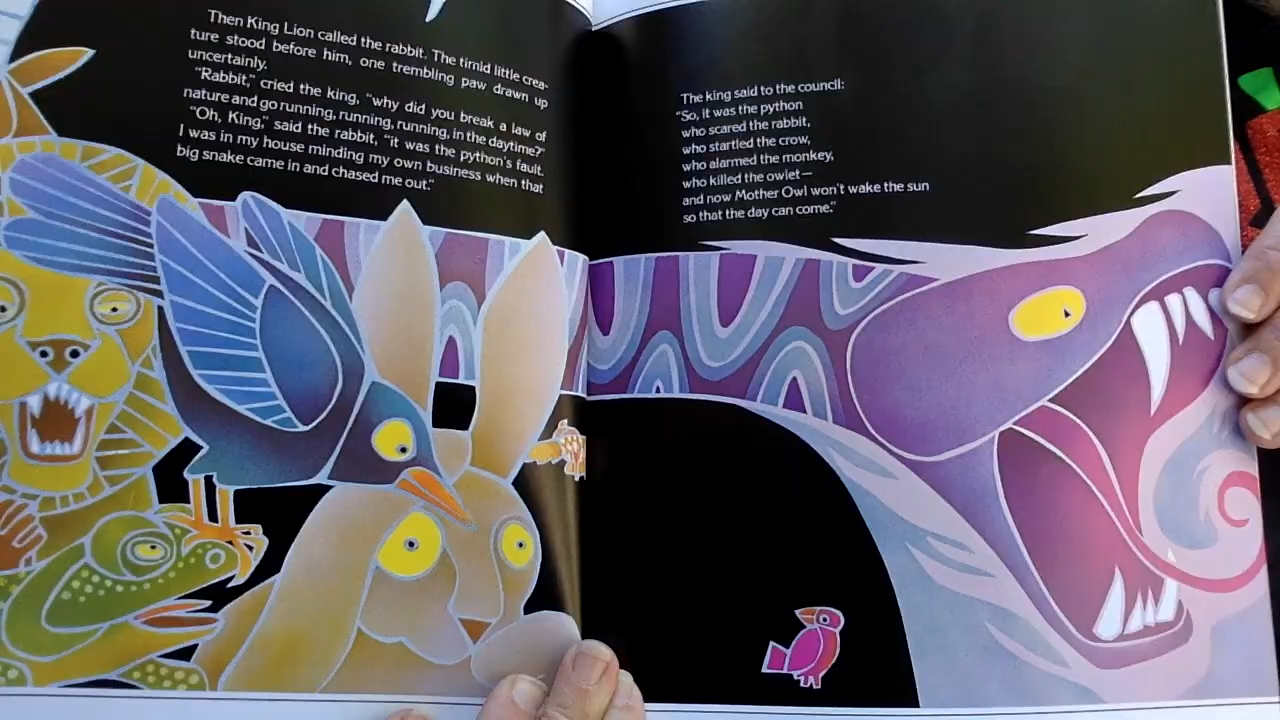 Then King Lion called the rabbit. The timid little crea-
ture stood before him, one trembling paw drawn up
uncertainly.
"Rabbit," cried the king, "why did you break a law of
nature and go running, running, running, in the daytime?"
"Oh, King," said the rabbit, "it was the python's fault.
I was in my house minding my own business when that
big snake came in and chased me out."
The king said to the council:
"So, it was the python
who scared the rabbit,
who startled the crow,
who alarmed the monkey,
who killed the owlet—
and now Mother Owl won't wake the sun
so that the day can come."